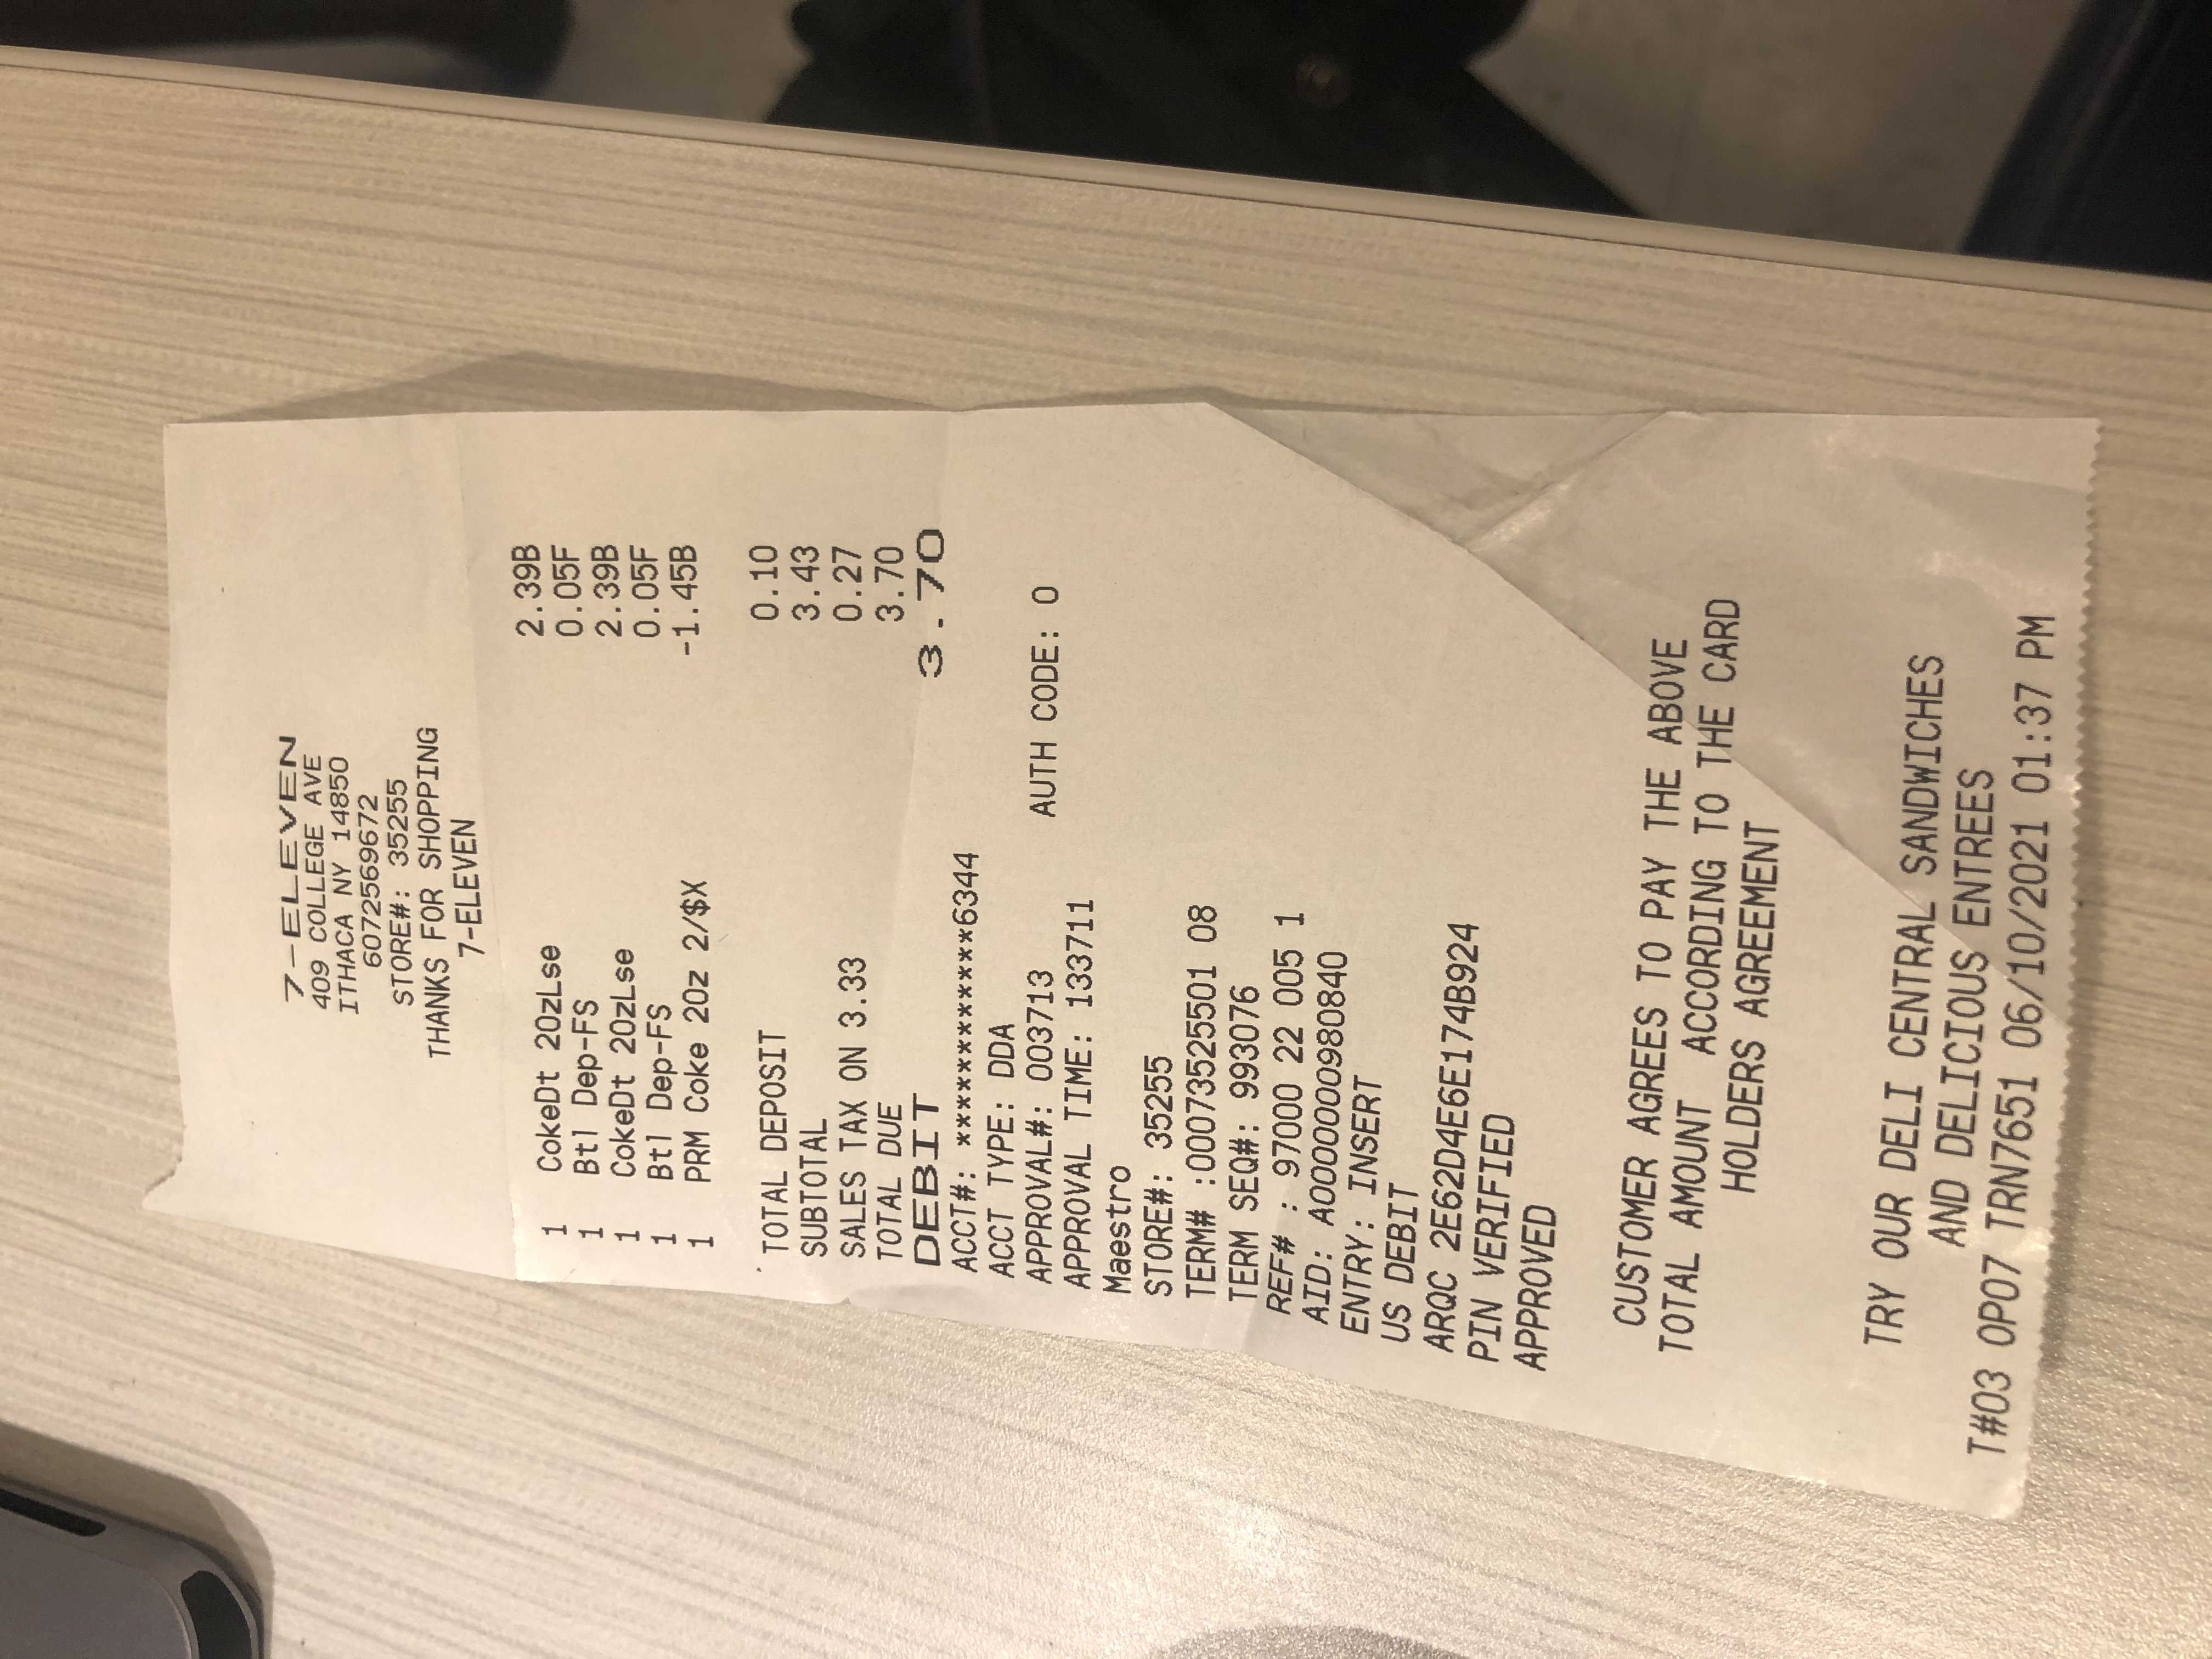 7-ELEVEN
409 COLLEGE AVE
ITHACA NY 14850
6072569672
STORE#: 35255
THANKS FOR SHOPPING
7-ELEVEN
1 CokeDt 20zLse 2.39B
1 Btl Dep-FS 0.05F
1 CokeDt 20zLse 2.39B
1 Btl Dep-FS 0.05F
1 PRM Coke 20z 2/$X -1.45B
TOTAL DEPOSIT 0.10
SUBTOTAL 3.43
SALES TAX ON 3.33 0.27
TOTAL DUE 3.70
DEBIT 3.70
ACCT#: ************6344
ACCT TYPE: DDA
APPROVAL#: 003713 AUTH CODE: 0
APPROVAL TIME: 133711
Maestro
STORE#: 35255
TERM# :00073525501 08
TERM SEQ#: 993076
REF# : 97000 22 005 1
AID: A0000000980840
ENTRY: INSERT
US DEBIT
ARQC 2E62D4E6E174B924
PIN VERIFIED
APPROVED
CUSTOMER AGREES TO PAY THE ABOVE
TOTAL AMOUNT ACCORDING TO THE CARD
HOLDERS AGREEMENT
TRY OUR DELI CENTRAL SANDWICHES
AND DELICIOUS ENTREES
T#03 OP07 TRN7651 06/10/2021 01:37 PM